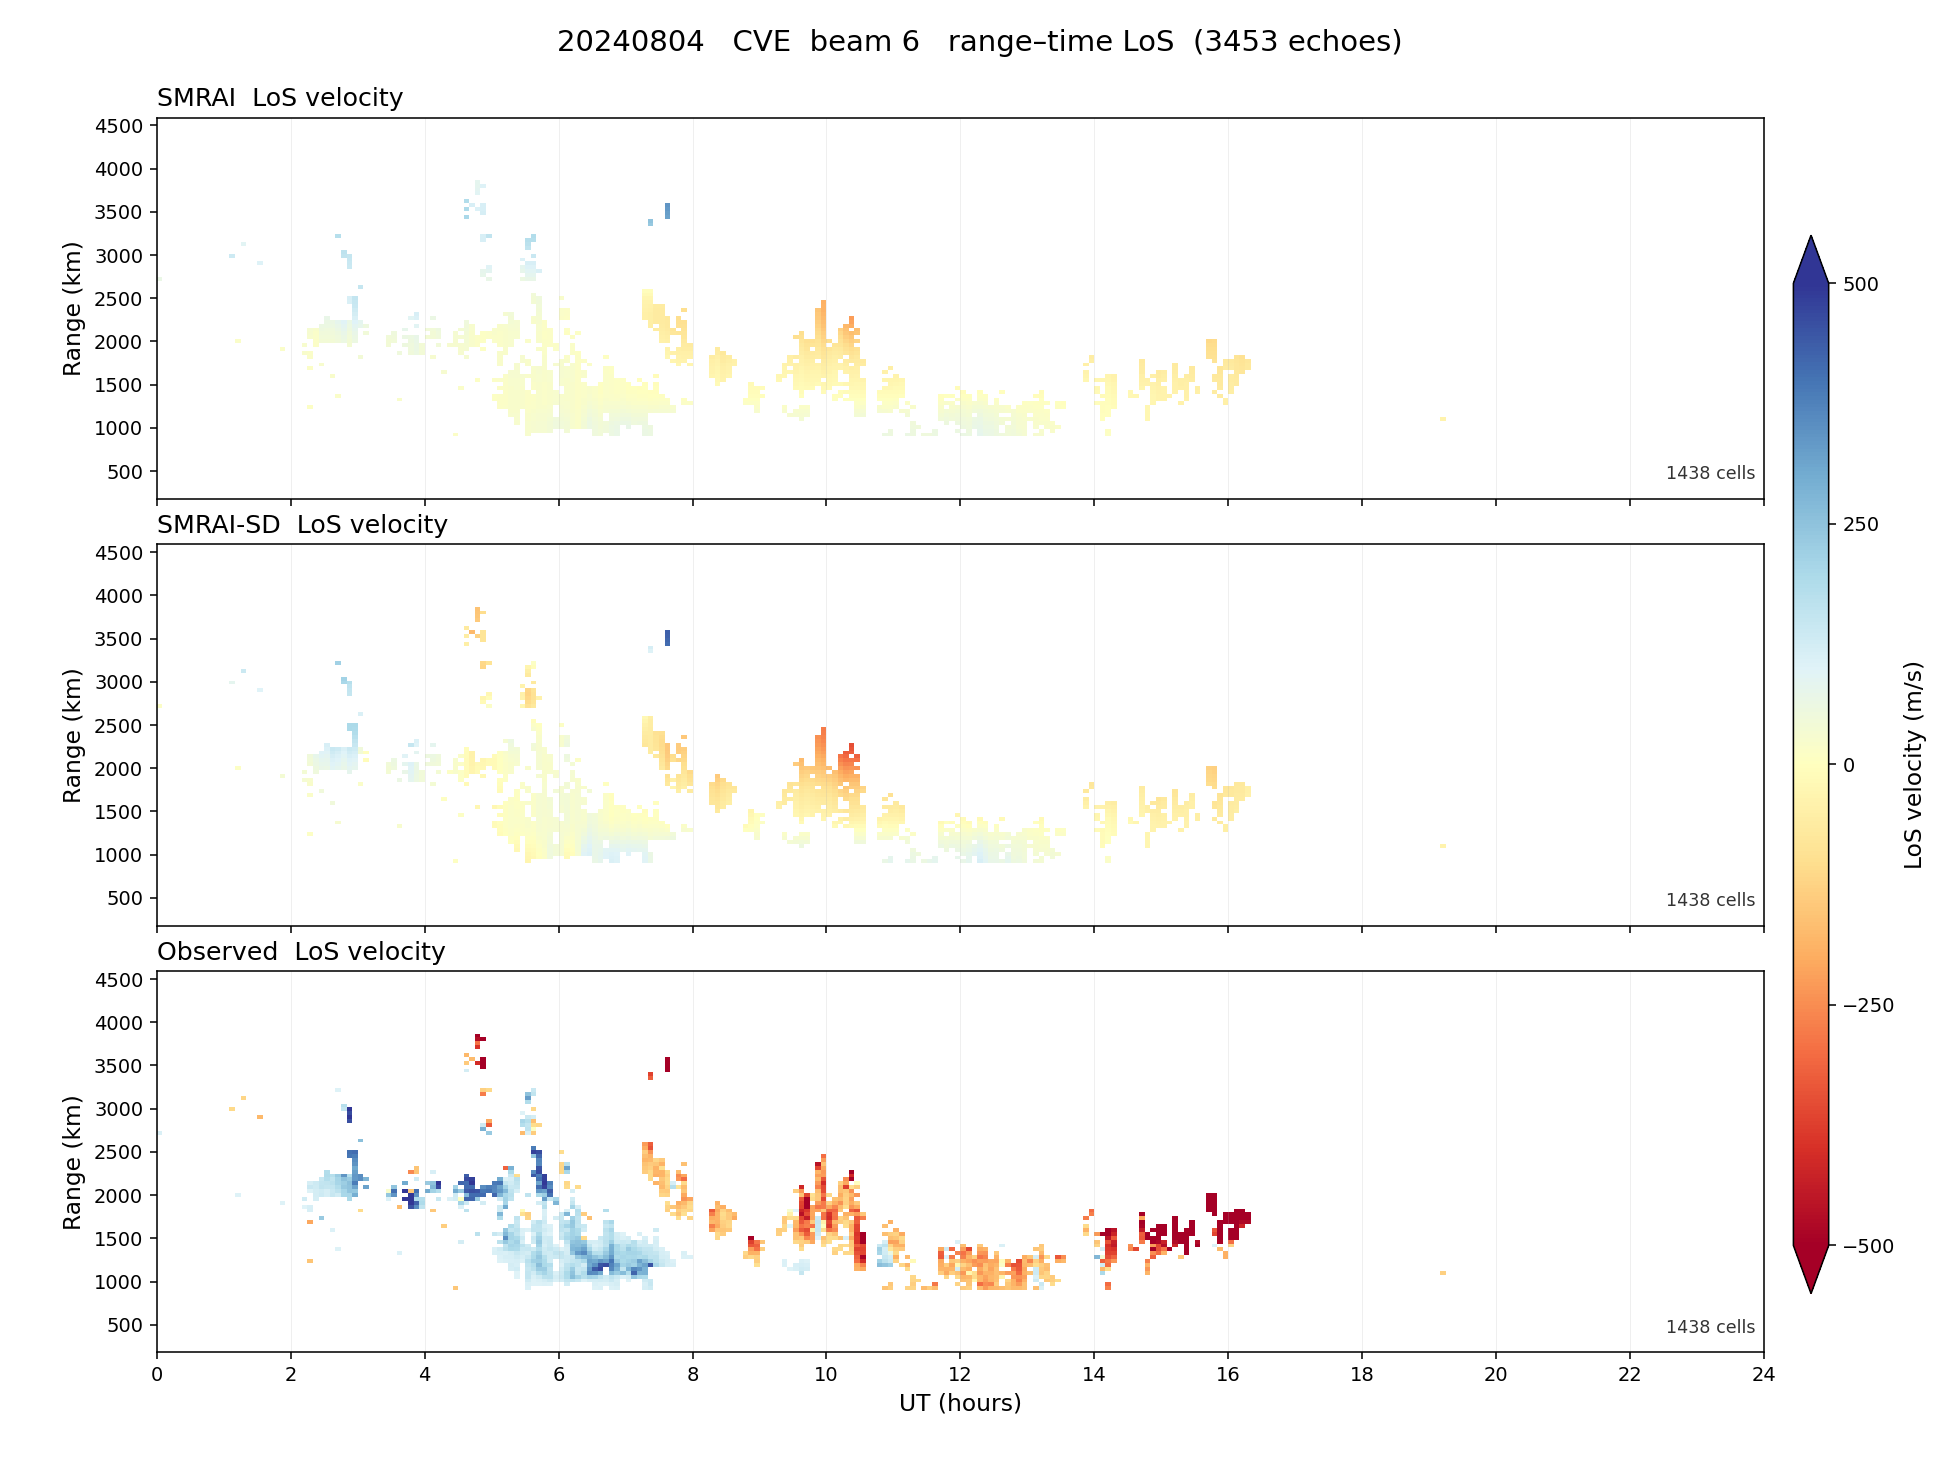 20240804   CVE  beam 6   range–time LoS  (3453 echoes)
SMRAI  LoS velocity
4500
4000
3500
3000
2500
2000
1500
1000
500
Range (km)
1438 cells
SMRAI-SD  LoS velocity
4500
4000
3500
3000
2500
2000
1500
1000
500
Range (km)
1438 cells
Observed  LoS velocity
4500
4000
3500
3000
2500
2000
1500
1000
500
Range (km)
1438 cells
0 2 4 6 8 10 12 14 16 18 20 22 24
UT (hours)
500
250
0
−250
−500
LoS velocity (m/s)